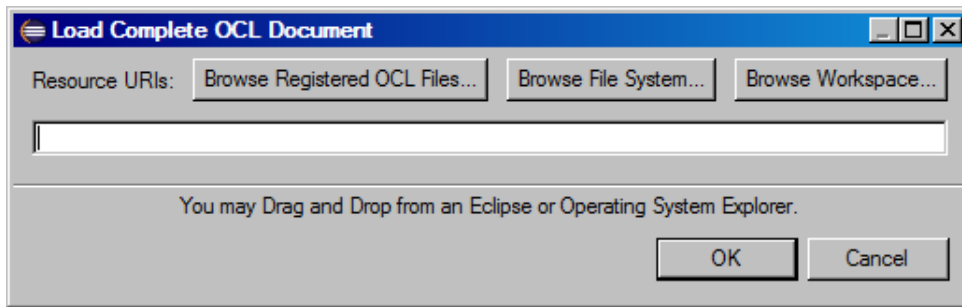 Load Complete OCL Document
Resource URIs: Browse Registered OCL Files... Browse File System... Browse Workspace...
You may Drag and Drop from an Eclipse or Operating System Explorer.
OK Cancel